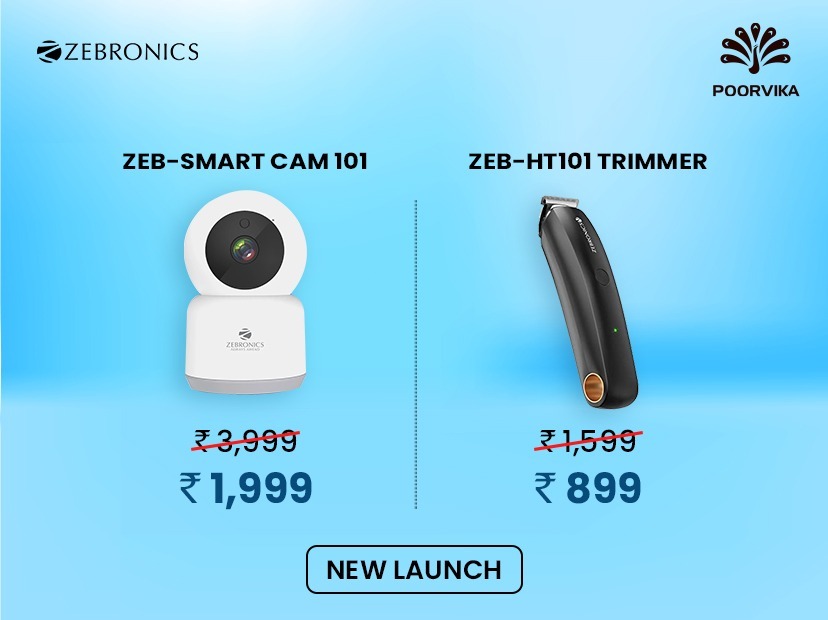 ZEBRONICS
POORVIKA
ZEB-SMART CAM 101
ZEB-HT101 TRIMMER
ZEBRONICS
ZEBRONICS
₹ 3,999
₹ 1,599
₹ 1,999
₹ 899
NEW LAUNCH